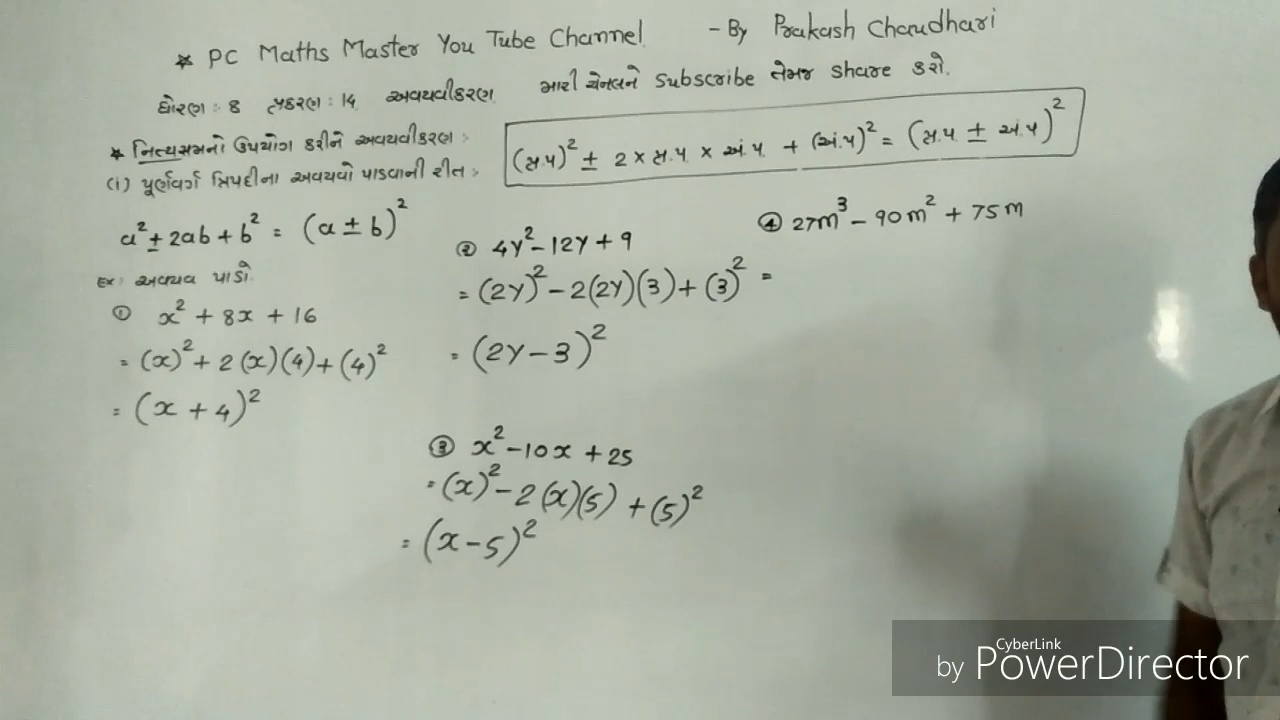 * PC Maths Master You Tube Channel - By Prakash Chaudhari
ધોરણ : 8 પ્રકરણ : 14 અવયવીકરણ મારી ચેનલને Subscribe તેમજ Share કરો.
* નિત્યસમનો ઉપયોગ કરીને અવયવીકરણ :
(i) પૂર્ણવર્ગ ત્રિપદીના અવયવો પાડવાની રીત :
(પ્ર.પ)² ± 2 × પ્ર.પ × અં.પ + (અં.પ)² = (પ્ર.પ ± અં.પ)²
a² ± 2ab + b² = (a ± b)²
Ex: અવયવ પાડો
① x² + 8x + 16
= (x)² + 2(x)(4) + (4)²
= (x + 4)²
② 4y² - 12y + 9
= (2y)² - 2(2y)(3) + (3)²
= (2y - 3)²
③ x² - 10x + 25
= (x)² - 2(x)(5) + (5)²
= (x - 5)²
④ 27m³ - 90m² + 75m
=
CyberLink
by PowerDirector